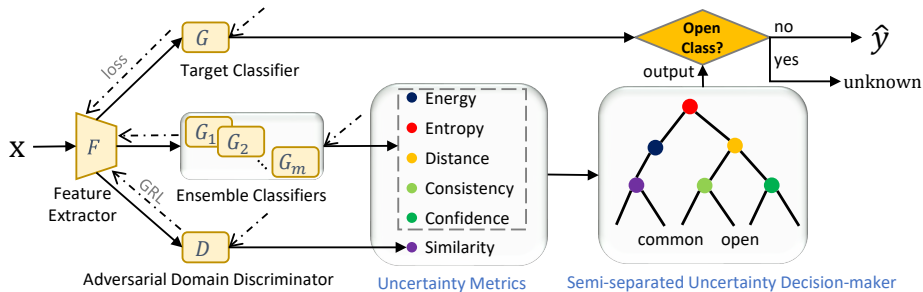 G
Target Classifier
loss
Open
Class?
no
ŷ
yes
unknown
output
x
F
Feature
Extractor
G₁
G₂
..
Gₘ
Ensemble Classifiers
GRL
D
Adversarial Domain Discriminator
Energy
Entropy
Distance
Consistency
Confidence
Similarity
Uncertainty Metrics
common open
Semi-separated Uncertainty Decision-maker